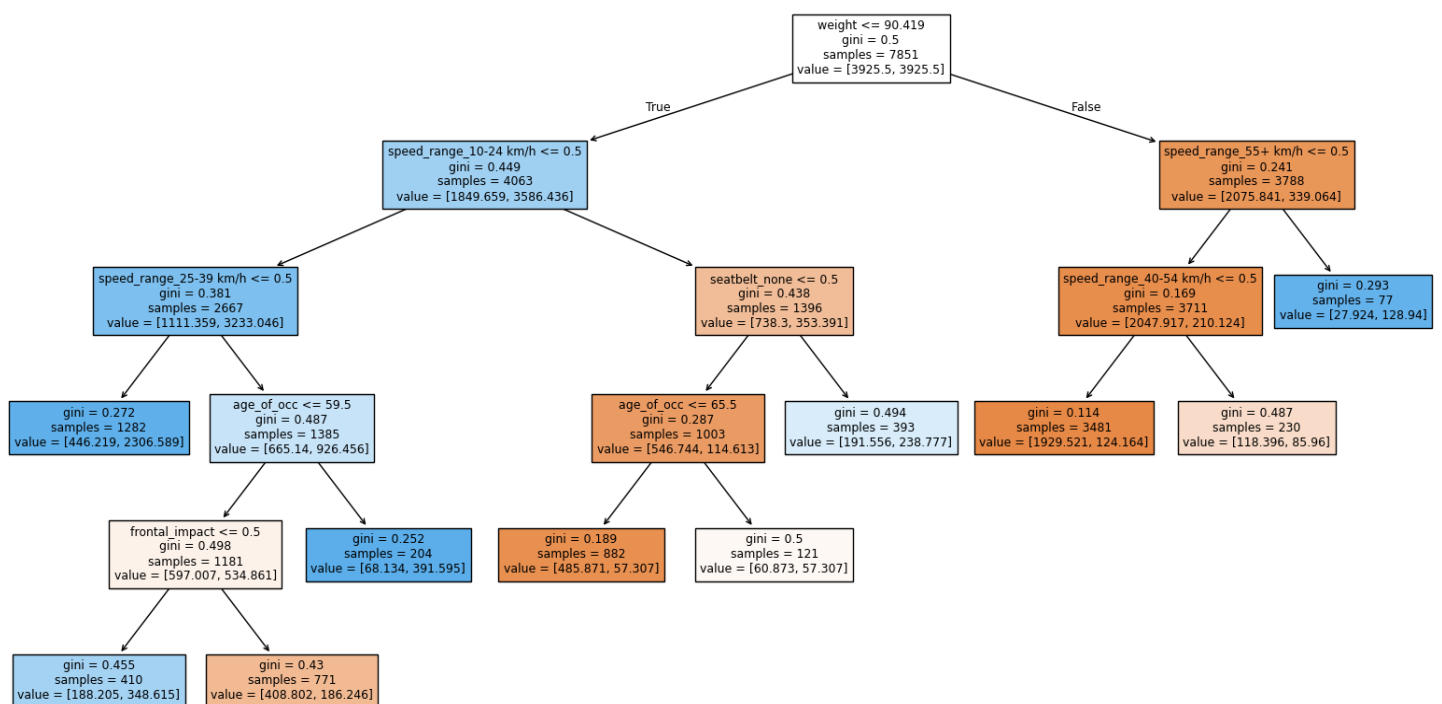 weight <= 90.419
gini = 0.5
samples = 7851
value = [3925.5, 3925.5]
True
False
speed_range_10-24 km/h <= 0.5
gini = 0.449
samples = 4063
value = [1849.659, 3586.436]
speed_range_55+ km/h <= 0.5
gini = 0.241
samples = 3788
value = [2075.841, 339.064]
speed_range_25-39 km/h <= 0.5
gini = 0.381
samples = 2667
value = [1111.359, 3233.046]
seatbelt_none <= 0.5
gini = 0.438
samples = 1396
value = [738.3, 353.391]
speed_range_40-54 km/h <= 0.5
gini = 0.169
samples = 3711
value = [2047.917, 210.124]
gini = 0.293
samples = 77
value = [27.924, 128.94]
gini = 0.272
samples = 1282
value = [446.219, 2306.589]
age_of_occ <= 59.5
gini = 0.487
samples = 1385
value = [665.14, 926.456]
age_of_occ <= 65.5
gini = 0.287
samples = 1003
value = [546.744, 114.613]
gini = 0.494
samples = 393
value = [191.556, 238.777]
gini = 0.114
samples = 3481
value = [1929.521, 124.164]
gini = 0.487
samples = 230
value = [118.396, 85.96]
frontal_impact <= 0.5
gini = 0.498
samples = 1181
value = [597.007, 534.861]
gini = 0.252
samples = 204
value = [68.134, 391.595]
gini = 0.189
samples = 882
value = [485.871, 57.307]
gini = 0.5
samples = 121
value = [60.873, 57.307]
gini = 0.455
samples = 410
value = [188.205, 348.615]
gini = 0.43
samples = 771
value = [408.802, 186.246]